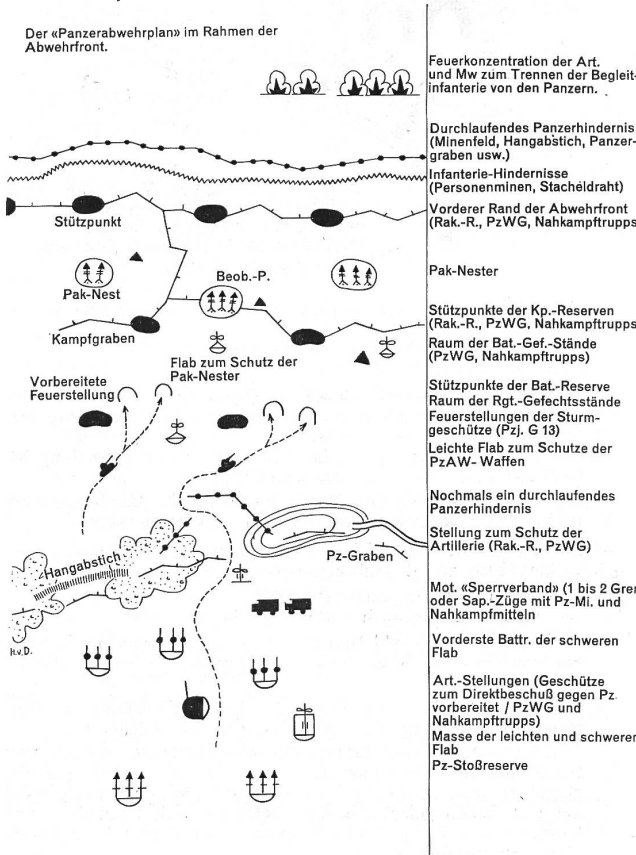 Der «Panzerabwehrplan» im Rahmen der
Abwehrfront.
Feuerkonzentration der Art.
und Mw zum Trennen der Begleit-
infanterie von den Panzern.
Durchlaufendes Panzerhindernis
(Minenfeld, Hangabstich, Panzer-
graben usw.)
Infanterie-Hindernisse
(Personenminen, Stacheldraht)
Vorderer Rand der Abwehrfront
(Rak.-R., PzWG, Nahkampftrupps
Stützpunkt
Beob.-P.
Pak-Nester
Pak-Nest
Stützpunkte der Kp.-Reserven
(Rak.-R., PzWG, Nahkampftrupps
Kampfgraben
Raum der Bat.-Gef.-Stände
(PzWG, Nahkampftrupps)
Flab zum Schutz der
Pak-Nester
Vorbereitete
Feuerstellung
Stützpunkte der Bat.-Reserve
Raum der Rgt.-Gefechtsstände
Feuerstellungen der Sturm-
geschütze (Pzj. G 13)
Leichte Flab zum Schutze der
PzAW-Waffen
Nochmals ein durchlaufendes
Panzerhindernis
Stellung zum Schutz der
Artillerie (Rak.-R., PzWG)
Pz-Graben
Hangabstich
Mot. «Sperrverband» (1 bis 2 Gren
oder Sap.-Züge mit Pz-Mi. und
Nahkampfmitteln
H.v.D.
Vorderste Battr. der schweren
Flab
Art.-Stellungen (Geschütze
zum Direktbeschuß gegen Pz
vorbereitet / PzWG und
Nahkampftrupps)
Masse der leichten und schweren
Flab
Pz-Stoßreserve